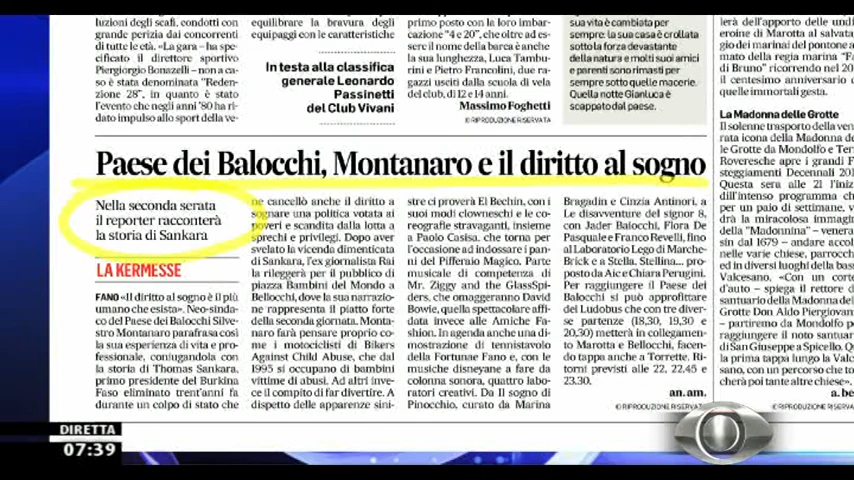 luzioni degli scafi, condotti con
grande perizia dai concorrenti
di tutte le età. «La gara – ha spe-
cificato il direttore sportivo
Piergiorgio Bonazelli – non a ca-
so è stata denominata "Reden-
zione 28", in quanto è stato
l'evento che negli anni '80 ha ri-
dato impulso allo sport della ve-
equilibrare la bravura degli
equipaggi con le caratteristiche
In testa alla classifica
generale Leonardo
Passinetti
del Club Vivani
primo posto con la loro imbar-
cazione "4 e 20", che oltre ad es-
sere il nome della barca è anche
la sua lunghezza, Luca Tambu-
rini e Pietro Francolini, due ra-
gazzi usciti dalla scuola di vela
del club, di 12 e 14 anni.
Massimo Foghetti
© RIPRODUZIONE RISERVATA
sua vita è cambiata per
sempre: la sua casa è crollata
sotto la forza devastante
della natura e molti suoi amici
e parenti sono rimasti per
sempre sotto quelle macerie.
Quella notte Gianluca è
scappato dal paese.
Paese dei Balocchi, Montanaro e il diritto al sogno
Nella seconda serata
il reporter racconterà
la storia di Sankara
LA KERMESSE
FANO «Il diritto al sogno è il più
umano che esista». Neo-sinda-
co del Paese dei Balocchi Silve-
stro Montanaro parafrasa così
la sua esperienza di vita e pro-
fessionale, coniugandola con
la storia di Thomas Sankara,
primo presidente del Burkina
Faso eliminato trent'anni fa
durante un colpo di stato che
ne cancellò anche il diritto a
sognare una politica votata ai
poveri e scandita dalla lotta a
sprechi e privilegi. Dopo aver
svelato la vicenda dimenticata
di Sankara, l'ex giornalista Rai
la rileggerà per il pubblico di
piazza Bambini del Mondo a
Bellocchi, dove la sua narrazio-
ne rappresenta il piatto forte
della seconda giornata. Monta-
naro farà pensare proprio co-
me i motociclisti di Bikers
Against Child Abuse, che dal
1995 si occupano di bambini
vittime di abusi. Ad altri inve-
ce il compito di far divertire. A
dispetto delle apparenze sini-
stre ci proverà El Bechin, con i
suoi modi clowneschi e le co-
reografie stravaganti, insieme
a Paolo Casisa, che torna per
l'occasione ad indossare i pan-
ni del Pifferaio Magico. Parte
musicale di competenza di
Mr. Ziggy and the GlassSpi-
ders, che omaggeranno David
Bowie, quella spettacolare affi-
data invece alle Amiche Fa-
shion. In agenda anche una di-
mostrazione di tennistavolo
della Fortunae Fano e, con le
musiche disneyane a fare da
colonna sonora, quattro labo-
ratori creativi. Da Il sogno di
Pinocchio, curato da Marina
Bragadin e Cinzia Antinori, a
Le disavventure del signor 8,
con Jader Baiocchi, Flora De
Pasquale e Franco Revelli, fino
al Laboratorio Lego di Marche-
Brick e a Stella, Stellina... pro-
posto da Aic e Chiara Perugini.
Per raggiungere il Paese dei
Balocchi si può approfittare
dei Ludobus che con tre diver-
se partenze (18,30, 19,30 e
20,30) metterà in collegamen-
to Marotta e Bellocchi, facen-
do tappa anche a Torrette. Ri-
torni previsti alle 22, 22.45 e
23.30.
an. am.
© RIPRODUZIONE RISERVAT
La Madonna delle Grotte
Il solenne trasporto della ven
rata icona della Madonna del
le Grotte da Mondolfo e Ter
DIRETTA
07:39